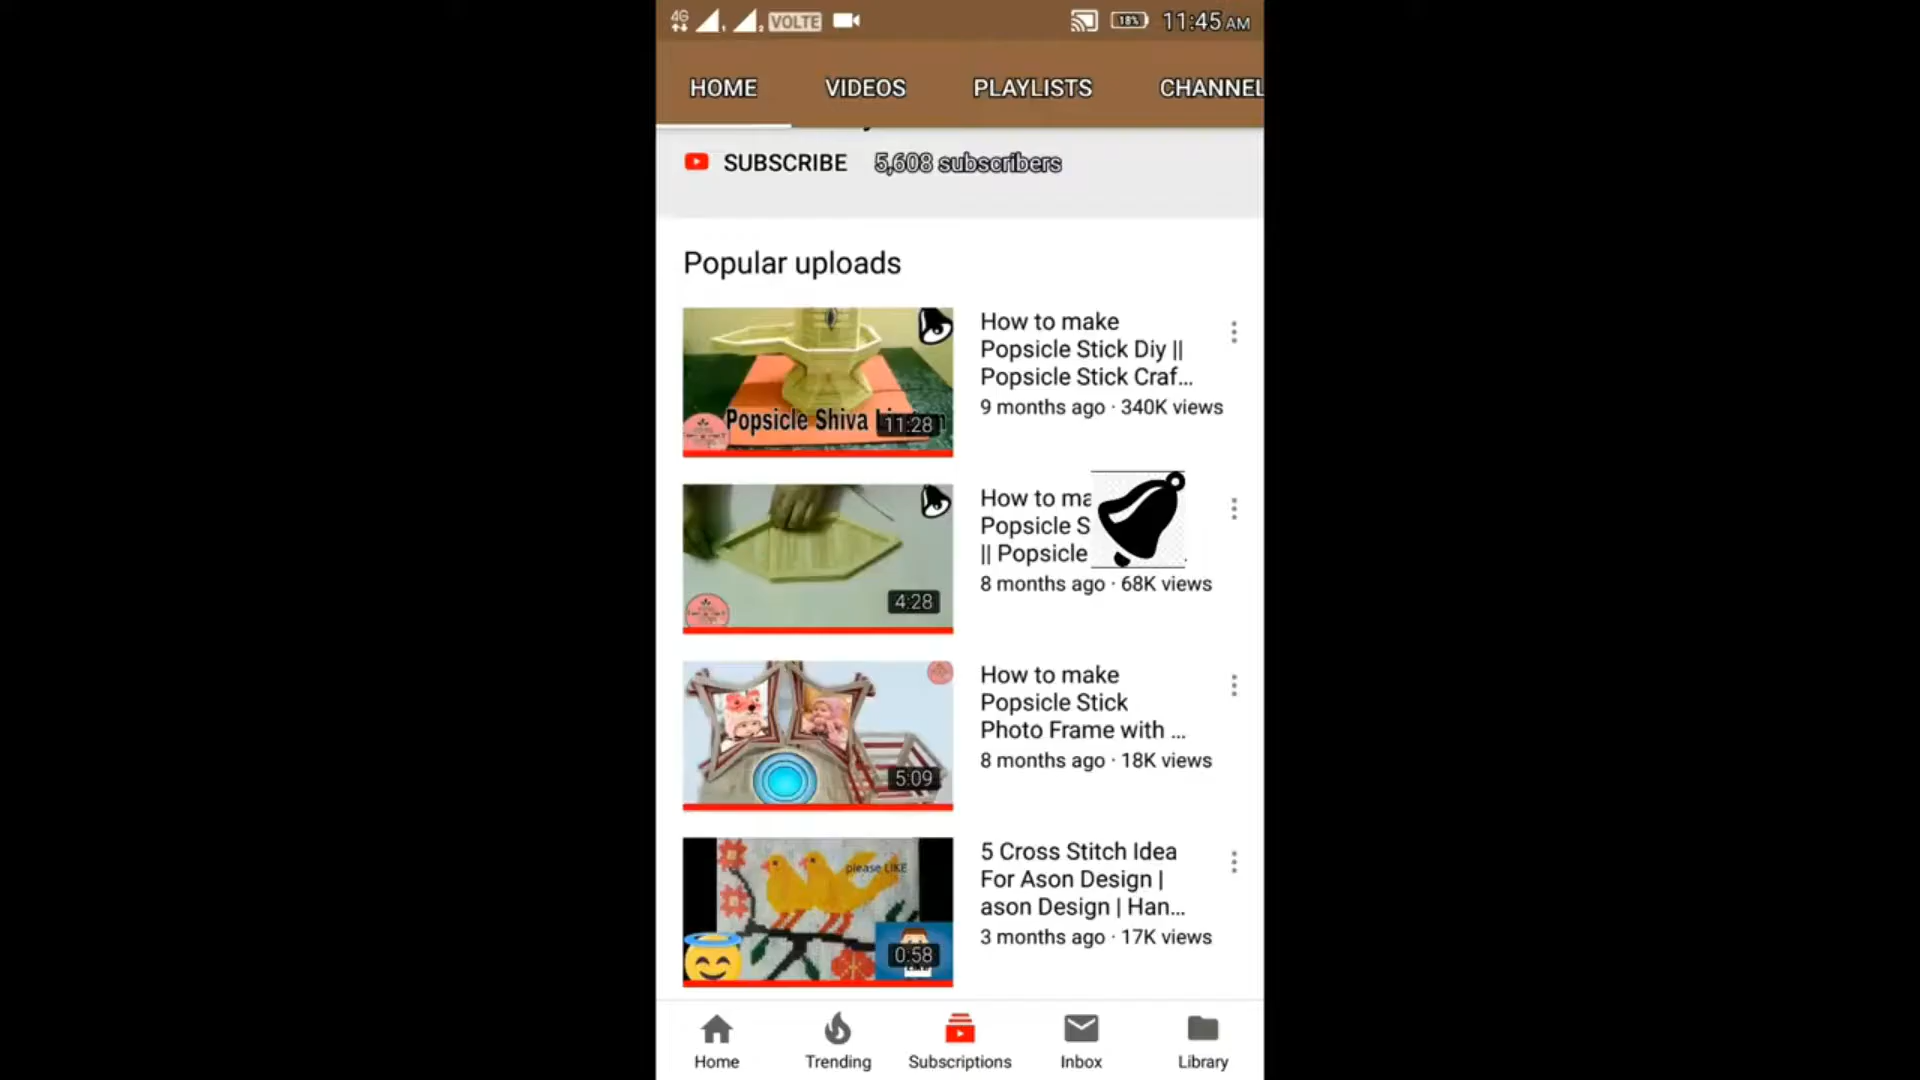 4G 1 2 VOLTE 18% 11:45 AM
HOME VIDEOS PLAYLISTS CHANNEL
SUBSCRIBE 5,608 subscribers
Popular uploads
Popsicle Shiva
11:28
How to make
Popsicle Stick Diy ||
Popsicle Stick Craf...
9 months ago · 340K views
4:28
How to ma
Popsicle S
|| Popsicle
8 months ago · 68K views
5:09
How to make
Popsicle Stick
Photo Frame with ...
8 months ago · 18K views
please LIKE
0:58
5 Cross Stitch Idea
For Ason Design |
ason Design | Han...
3 months ago · 17K views
Home Trending Subscriptions Inbox Library